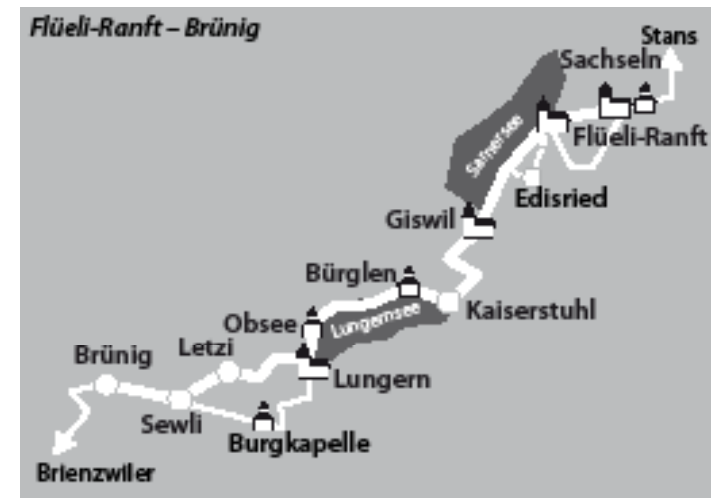 Flüeli-Ranft – Brünig
Stans
Sachseln
Flüeli-Ranft
Sarnersee
Edisried
Giswil
Bürglen
Kaiserstuhl
Obsee
Lungernsee
Letzi
Brünig
Lungern
Sewli
Burgkapelle
Brienzwiler